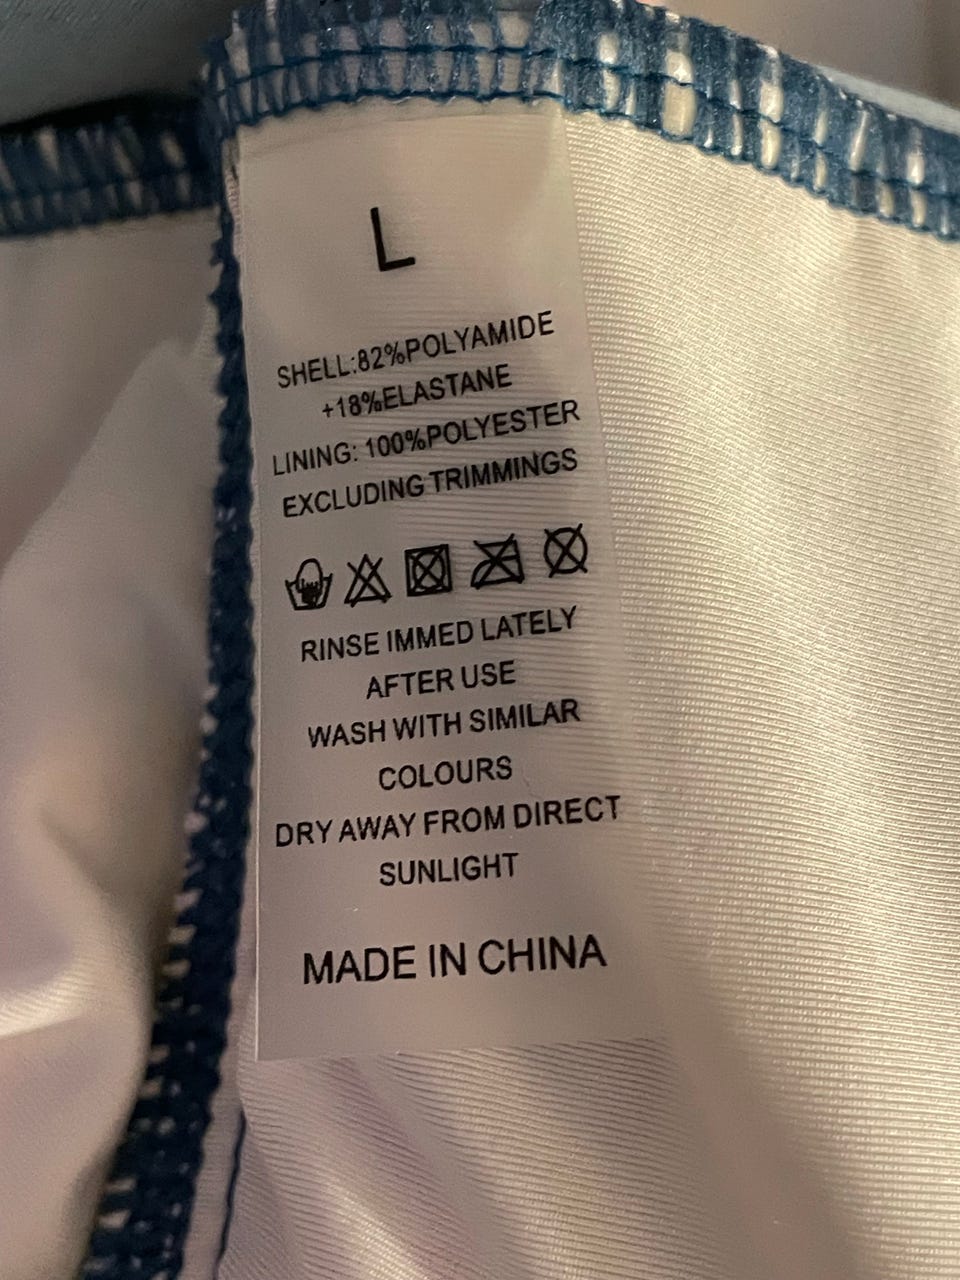 L
SHELL:82%POLYAMIDE
+18%ELASTANE
LINING: 100%POLYESTER
EXCLUDING TRIMMINGS
RINSE IMMED LATELY
AFTER USE
WASH WITH SIMILAR
COLOURS
DRY AWAY FROM DIRECT
SUNLIGHT
MADE IN CHINA